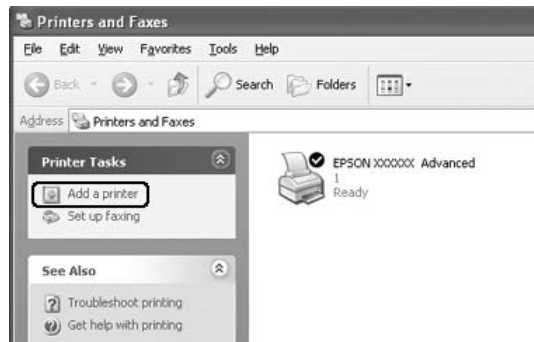 Printers and Faxes
File Edit View Favorites Tools Help
Back Search Folders
Address Printers and Faxes
Printer Tasks
Add a printer
Set up faxing
See Also
Troubleshoot printing
Get help with printing
EPSON XXXXXX Advanced
1
Ready